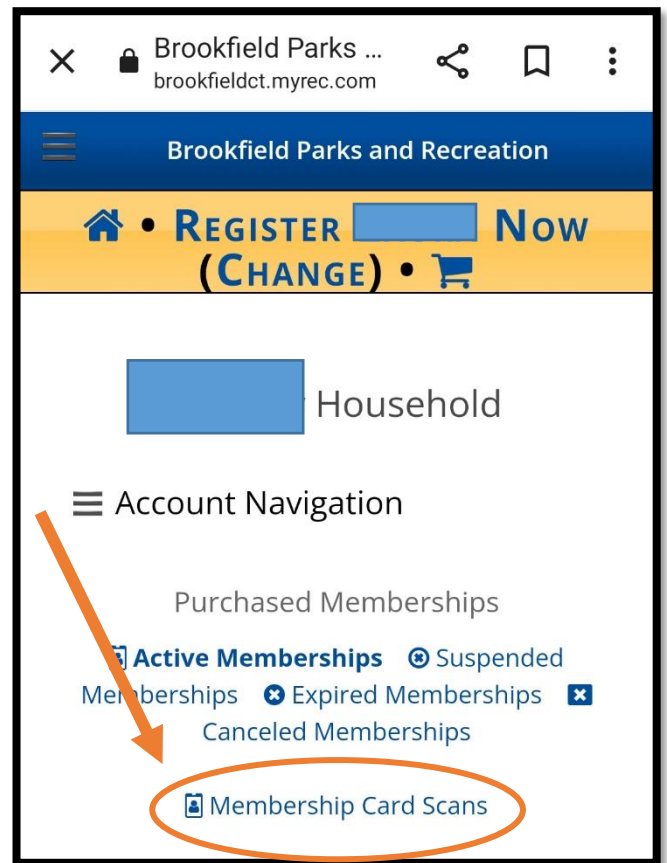 Brookfield Parks ...
brookfieldct.myrec.com
Brookfield Parks and Recreation
• REGISTER NOW
(CHANGE) •
Household
Account Navigation
Purchased Memberships
Active Memberships Suspended
Memberships Expired Memberships
Canceled Memberships
Membership Card Scans